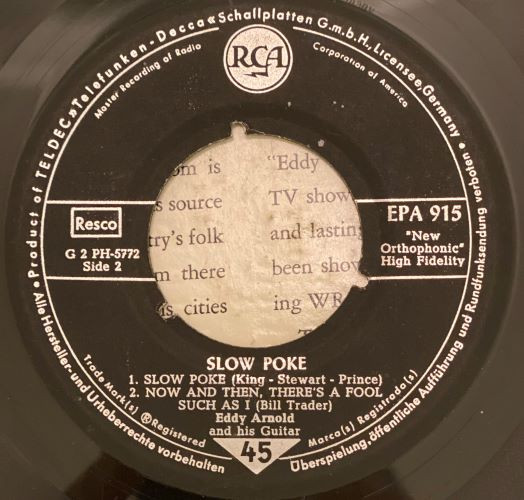 Product of TELDEC »Telefunken-Decca« Schallplatten G.m.b.H., Licensee, Germany
RCA
Master Recording of Radio
Corporation of America
om is
"Eddy
s source
TV show
try's folk
and lasting
m there
been show
is cities
ing WR
Resco
G 2 PH-5772
Side 2
EPA 915
"New
Orthophonic"
High Fidelity
SLOW POKE
1. SLOW POKE (King - Stewart - Prince)
2. NOW AND THEN, THERE'S A FOOL
SUCH AS I (Bill Trader)
Eddy Arnold
and his Guitar
Trade Mark(s) ®Registered
Marca(s) Registrada(s)
45
Alle Hersteller- und Urheberrechte vorbehalten
Überspielung, öffentliche Aufführung und Rundfunksendung verboten